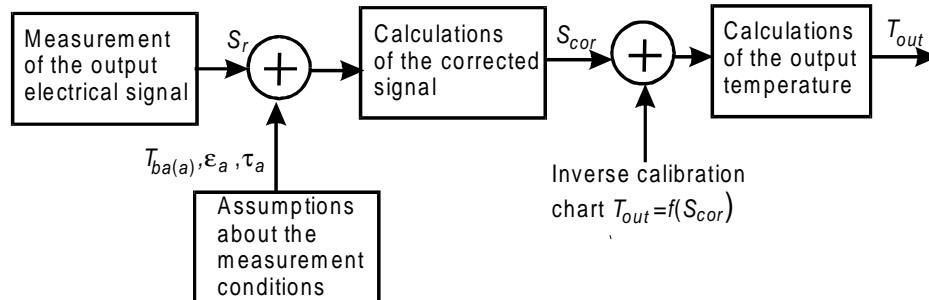 Measurement
of the output
electrical signal
S_r
+
Calculations
of the corrected
signal
S_cor
+
Calculations
of the output
temperature
T_out
T_ba(a), ε_a , τ_a
Assumptions
about the
measurement
conditions
Inverse calibration
chart T_out =f(S_cor)